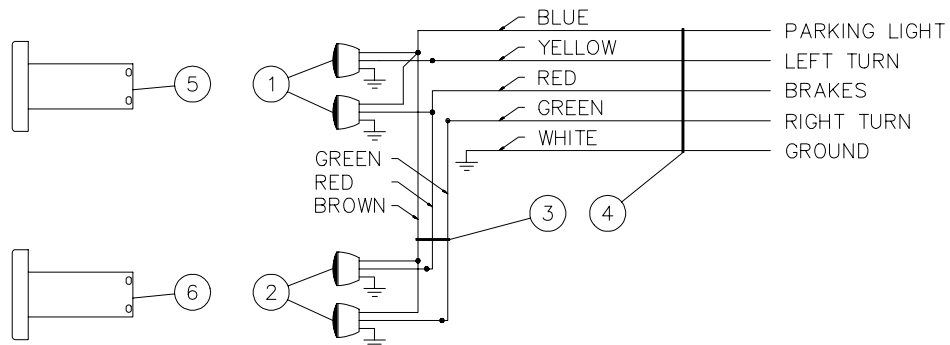 BLUE
PARKING LIGHT
YELLOW
LEFT TURN
RED
BRAKES
GREEN
RIGHT TURN
WHITE
GROUND
5
1
GREEN
RED
BROWN
3
4
6
2